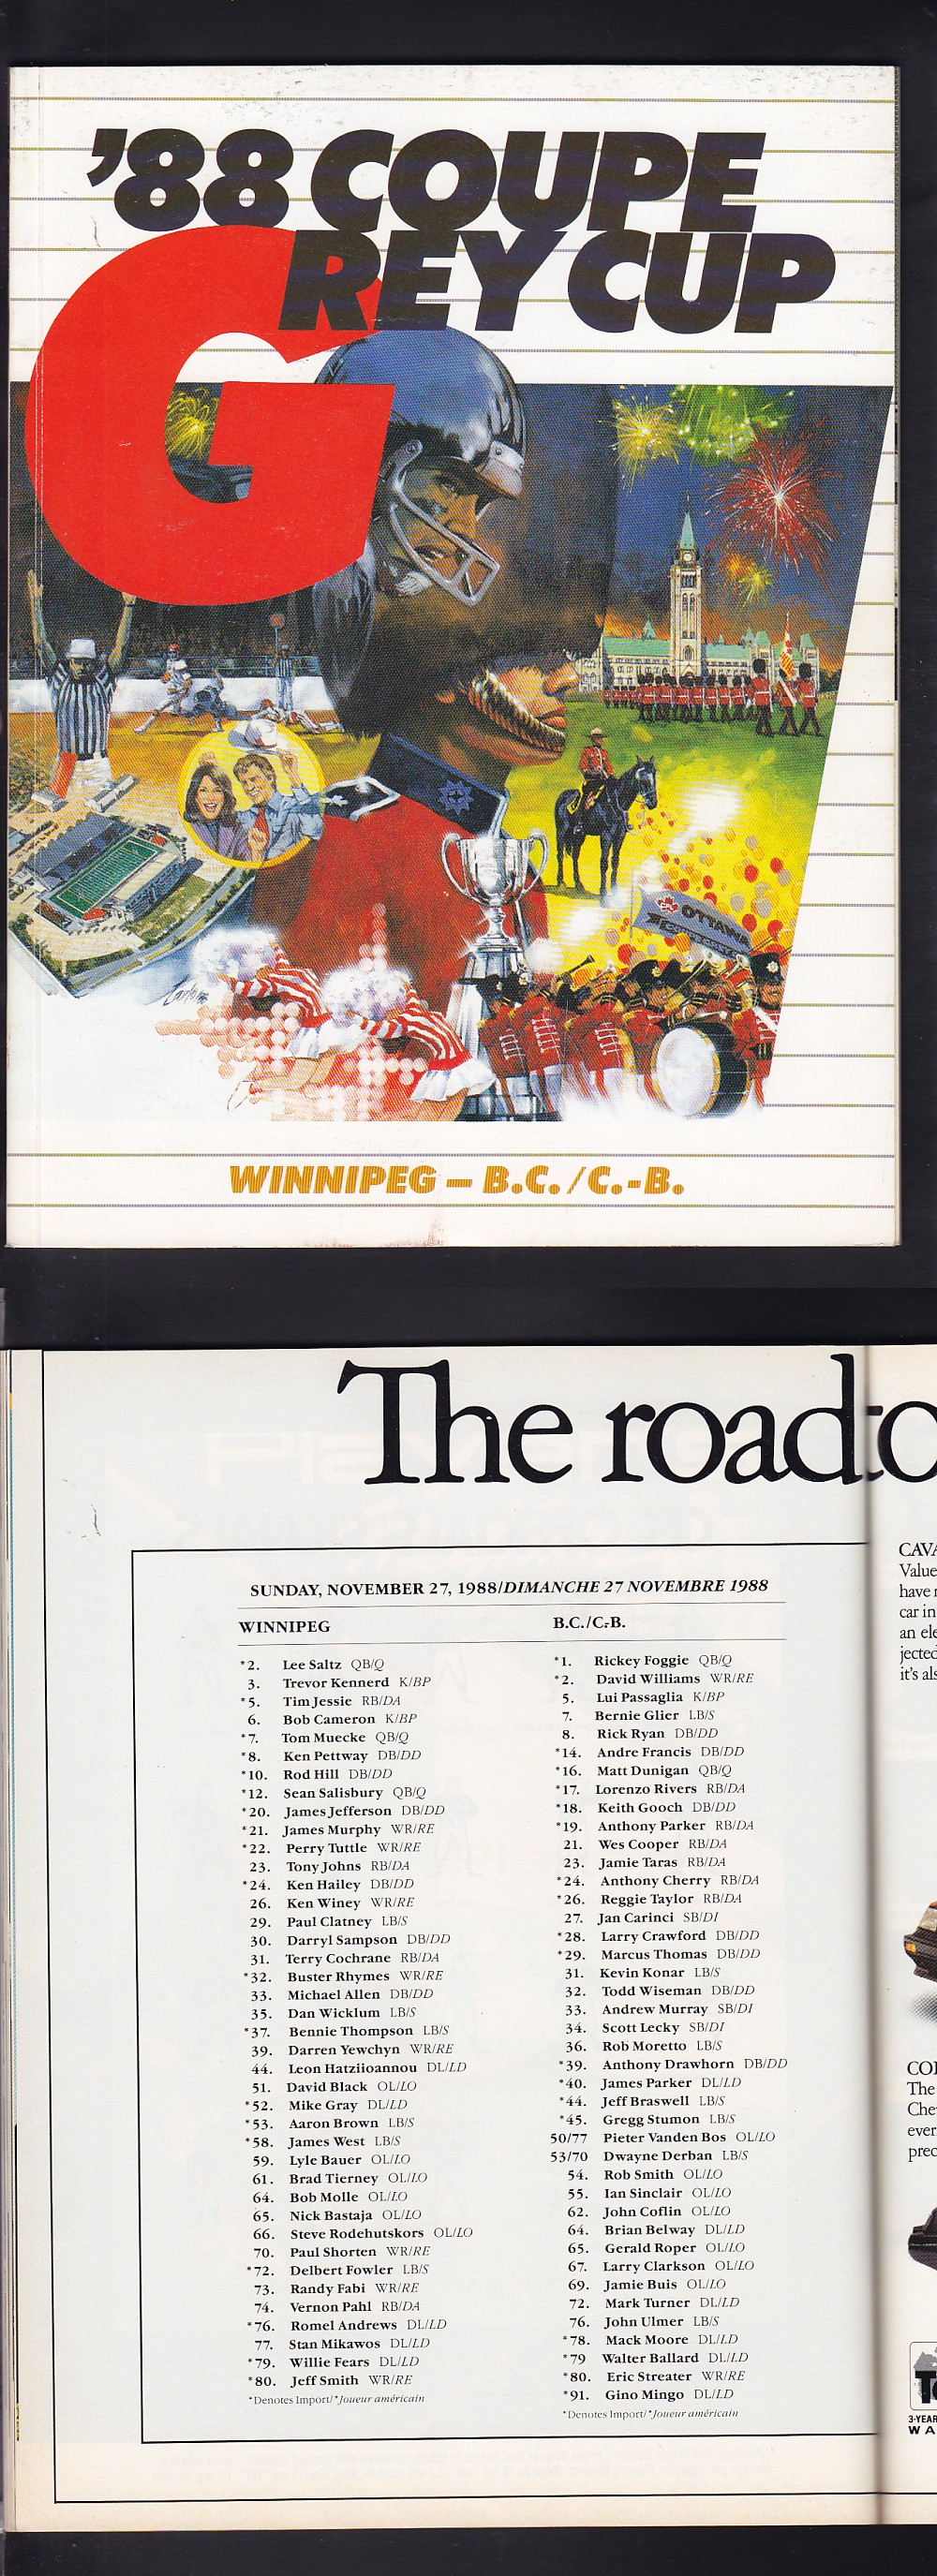 '88 COUPE
GREY CUP
OTTAWA
WINNIPEG – B.C./C.-B.
The road to
SUNDAY, NOVEMBER 27, 1988/DIMANCHE 27 NOVEMBRE 1988
WINNIPEG
*2. Lee Saltz QB/Q
3. Trevor Kennerd K/BP
*5. Tim Jessie RB/DA
6. Bob Cameron K/BP
*7. Tom Muecke QB/Q
*8. Ken Pettway DB/DD
*10. Rod Hill DB/DD
*12. Sean Salisbury QB/Q
*20. James Jefferson DB/DD
*21. James Murphy WR/RE
*22. Perry Tuttle WR/RE
23. Tony Johns RB/DA
*24. Ken Hailey DB/DD
26. Ken Winey WR/RE
29. Paul Clatney LB/S
30. Darryl Sampson DB/DD
31. Terry Cochrane RB/DA
*32. Buster Rhymes WR/RE
33. Michael Allen DB/DD
35. Dan Wicklum LB/S
*37. Bennie Thompson LB/S
39. Darren Yewchyn WR/RE
44. Leon Hatziioannou DL/LD
51. David Black OL/LO
*52. Mike Gray DL/LD
*53. Aaron Brown LB/S
*58. James West LB/S
59. Lyle Bauer OL/LO
61. Brad Tierney OL/LO
64. Bob Molle OL/LO
65. Nick Bastaja OL/LO
66. Steve Rodehutskors OL/LO
70. Paul Shorten WR/RE
*72. Delbert Fowler LB/S
73. Randy Fabi WR/RE
74. Vernon Pahl RB/DA
*76. Romel Andrews DL/LD
77. Stan Mikawos DL/LD
*79. Willie Fears DL/LD
*80. Jeff Smith WR/RE
*Denotes Import/*Joueur américain
B.C./C.-B.
*1. Rickey Foggie QB/Q
*2. David Williams WR/RE
5. Lui Passaglia K/BP
7. Bernie Glier LB/S
8. Rick Ryan DB/DD
*14. Andre Francis DB/DD
*16. Matt Dunigan QB/Q
*17. Lorenzo Rivers RB/DA
*18. Keith Gooch DB/DD
*19. Anthony Parker RB/DA
21. Wes Cooper RB/DA
23. Jamie Taras RB/DA
*24. Anthony Cherry RB/DA
*26. Reggie Taylor RB/DA
27. Jan Carinci SB/DI
*28. Larry Crawford DB/DD
*29. Marcus Thomas DB/DD
31. Kevin Konar LB/S
32. Todd Wiseman DB/DD
33. Andrew Murray SB/DI
34. Scott Lecky SB/DI
36. Rob Moretto LB/S
*39. Anthony Drawhorn DB/DD
*40. James Parker DL/LD
*44. Jeff Braswell LB/S
*45. Gregg Stumon LB/S
50/77 Pieter Vanden Bos OL/LO
53/70 Dwayne Derban LB/S
54. Rob Smith OL/LO
55. Ian Sinclair OL/LO
62. John Coflin OL/LO
64. Brian Belway DL/LD
65. Gerald Roper OL/LO
67. Larry Clarkson OL/LO
69. Jamie Buis OL/LO
72. Mark Turner DL/LD
76. John Ulmer LB/S
*78. Mack Moore DL/LD
*79 Walter Ballard DL/LD
*80. Eric Streater WR/RE
*91. Gino Mingo DL/LD
*Denotes Import/*Joueur américain
CAVA
Value
have
car in
an ele
jected
it's als
The
Chev
ever
prec
3-YEAR
WA